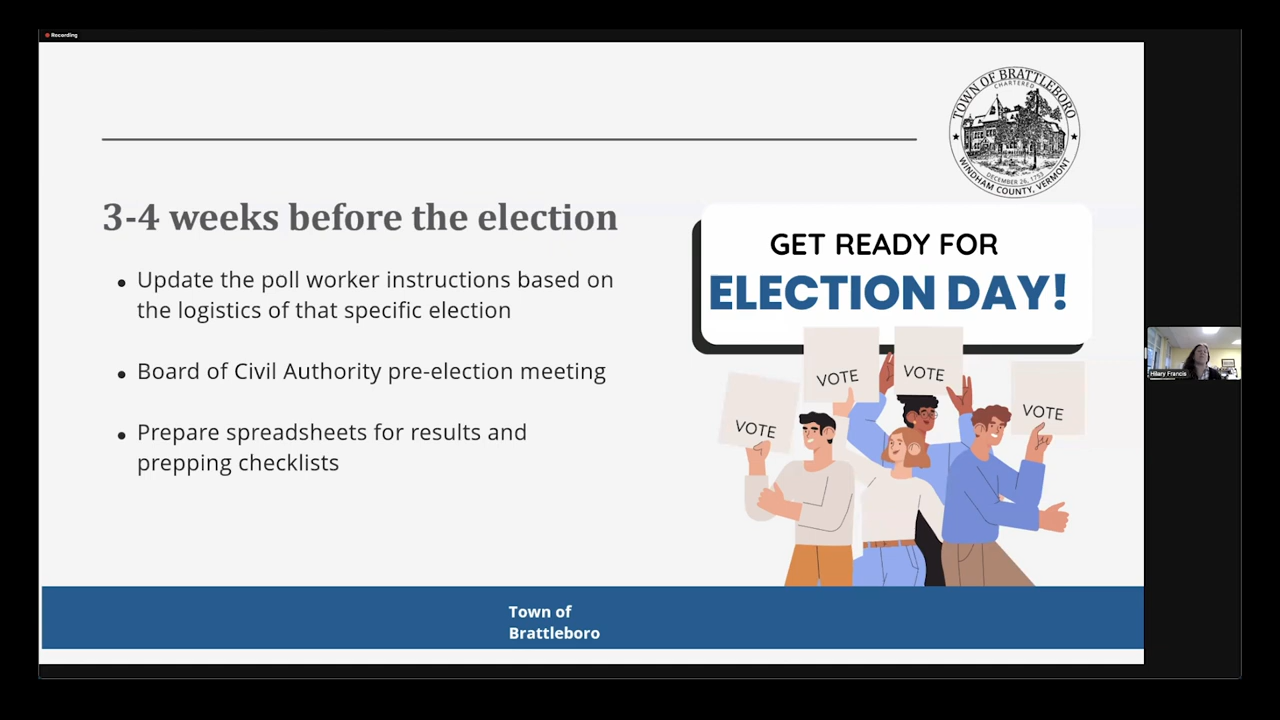 Recording
TOWN OF BRATTLEBORO
CHARTERED
DECEMBER 26, 1753
WINDHAM COUNTY, VERMONT
3-4 weeks before the election
Update the poll worker instructions based on
the logistics of that specific election
Board of Civil Authority pre-election meeting
Prepare spreadsheets for results and
prepping checklists
GET READY FOR
ELECTION DAY!
VOTE
VOTE
VOTE
VOTE
Hilary Francis
Town of
Brattleboro